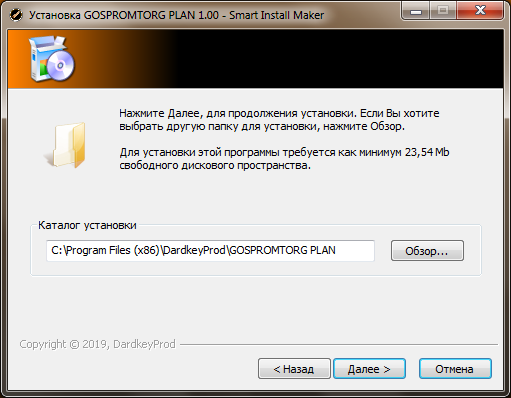 Установка GOSPROMTORG PLAN 1.00 - Smart Install Maker
Нажмите Далее, для продолжения установки. Если Вы хотите
выбрать другую папку для установки, нажмите Обзор.
Для установки этой программы требуется как минимум 23,54 Mb
свободного дискового пространства.
Каталог установки
C:\Program Files (x86)\DardkeyProd\GOSPROMTORG PLAN
Обзор...
Copyright © 2019, DardkeyProd
< Назад
Далее >
Отмена